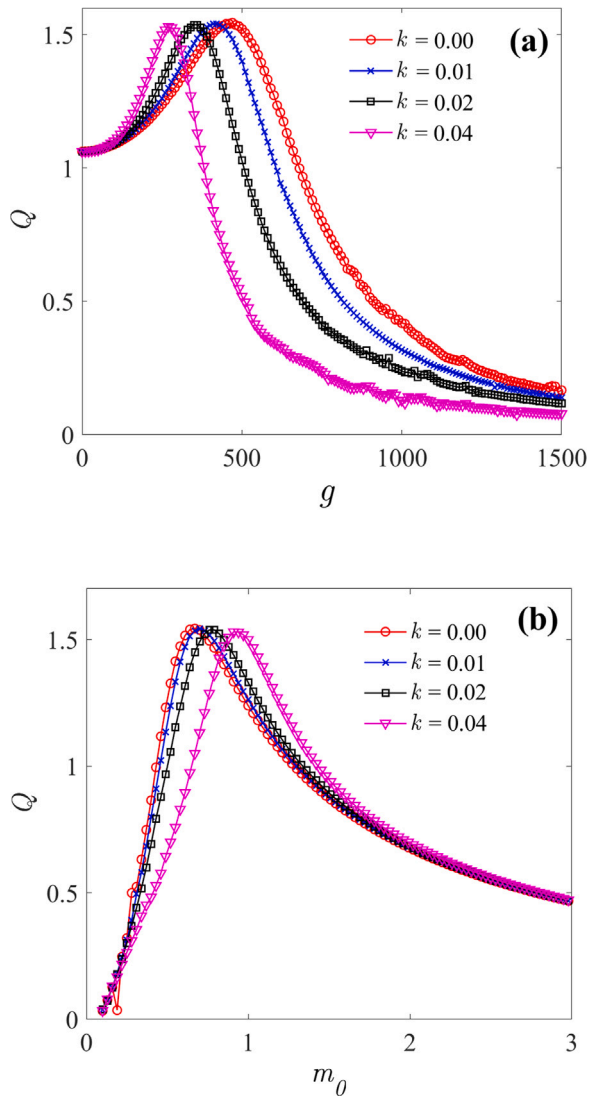 (a)
k = 0.00
k = 0.01
k = 0.02
k = 0.04
1.5
1
0.5
0
Q
0 500 1000 1500
g
(b)
k = 0.00
k = 0.01
k = 0.02
k = 0.04
1.5
1
0.5
0
Q
0 1 2 3
m0